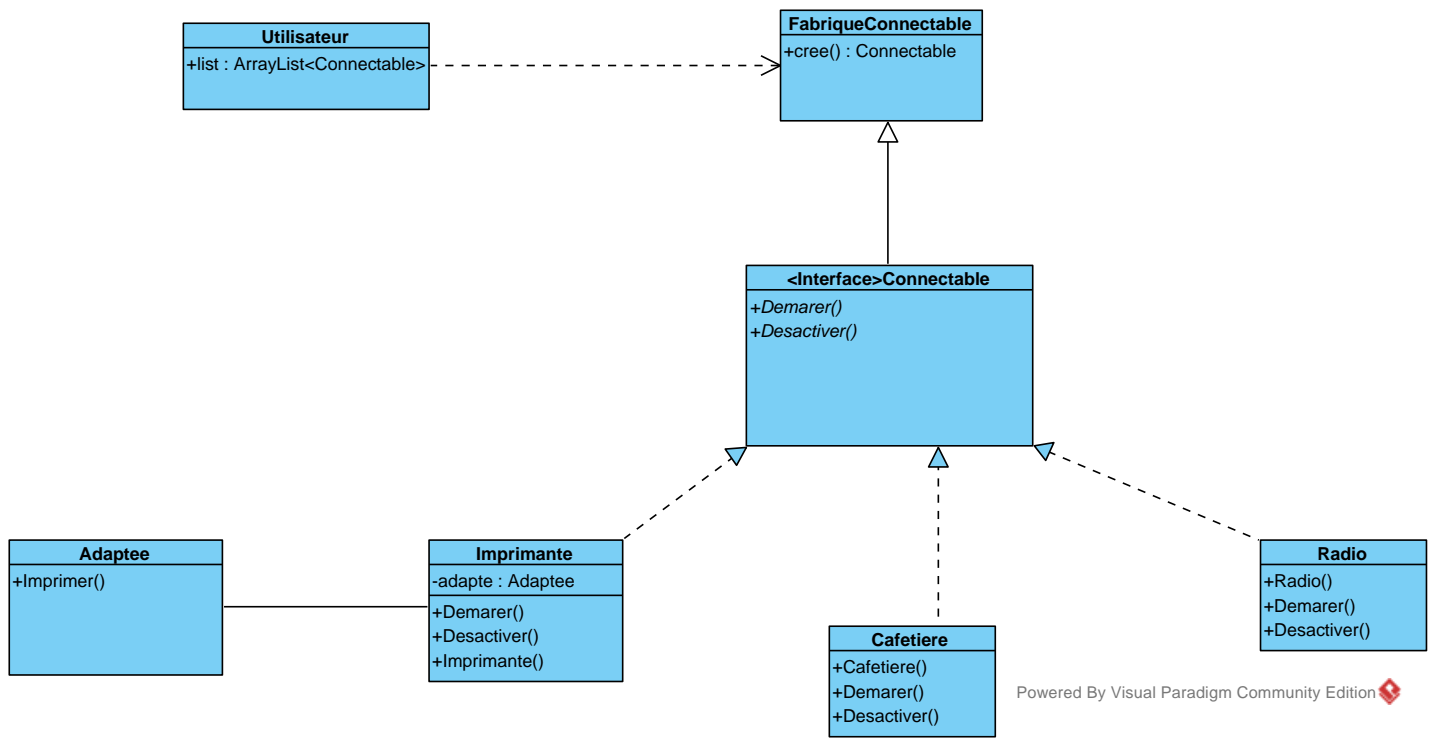 Utilisateur
+list : ArrayList<Connectable>
FabriqueConnectable
+cree() : Connectable
<Interface>Connectable
+Demarer()
+Desactiver()
Adaptee
+Imprimer()
Imprimante
-adapte : Adaptee
+Demarer()
+Desactiver()
+Imprimante()
Cafetiere
+Cafetiere()
+Demarer()
+Desactiver()
Radio
+Radio()
+Demarer()
+Desactiver()
Powered By Visual Paradigm Community Edition